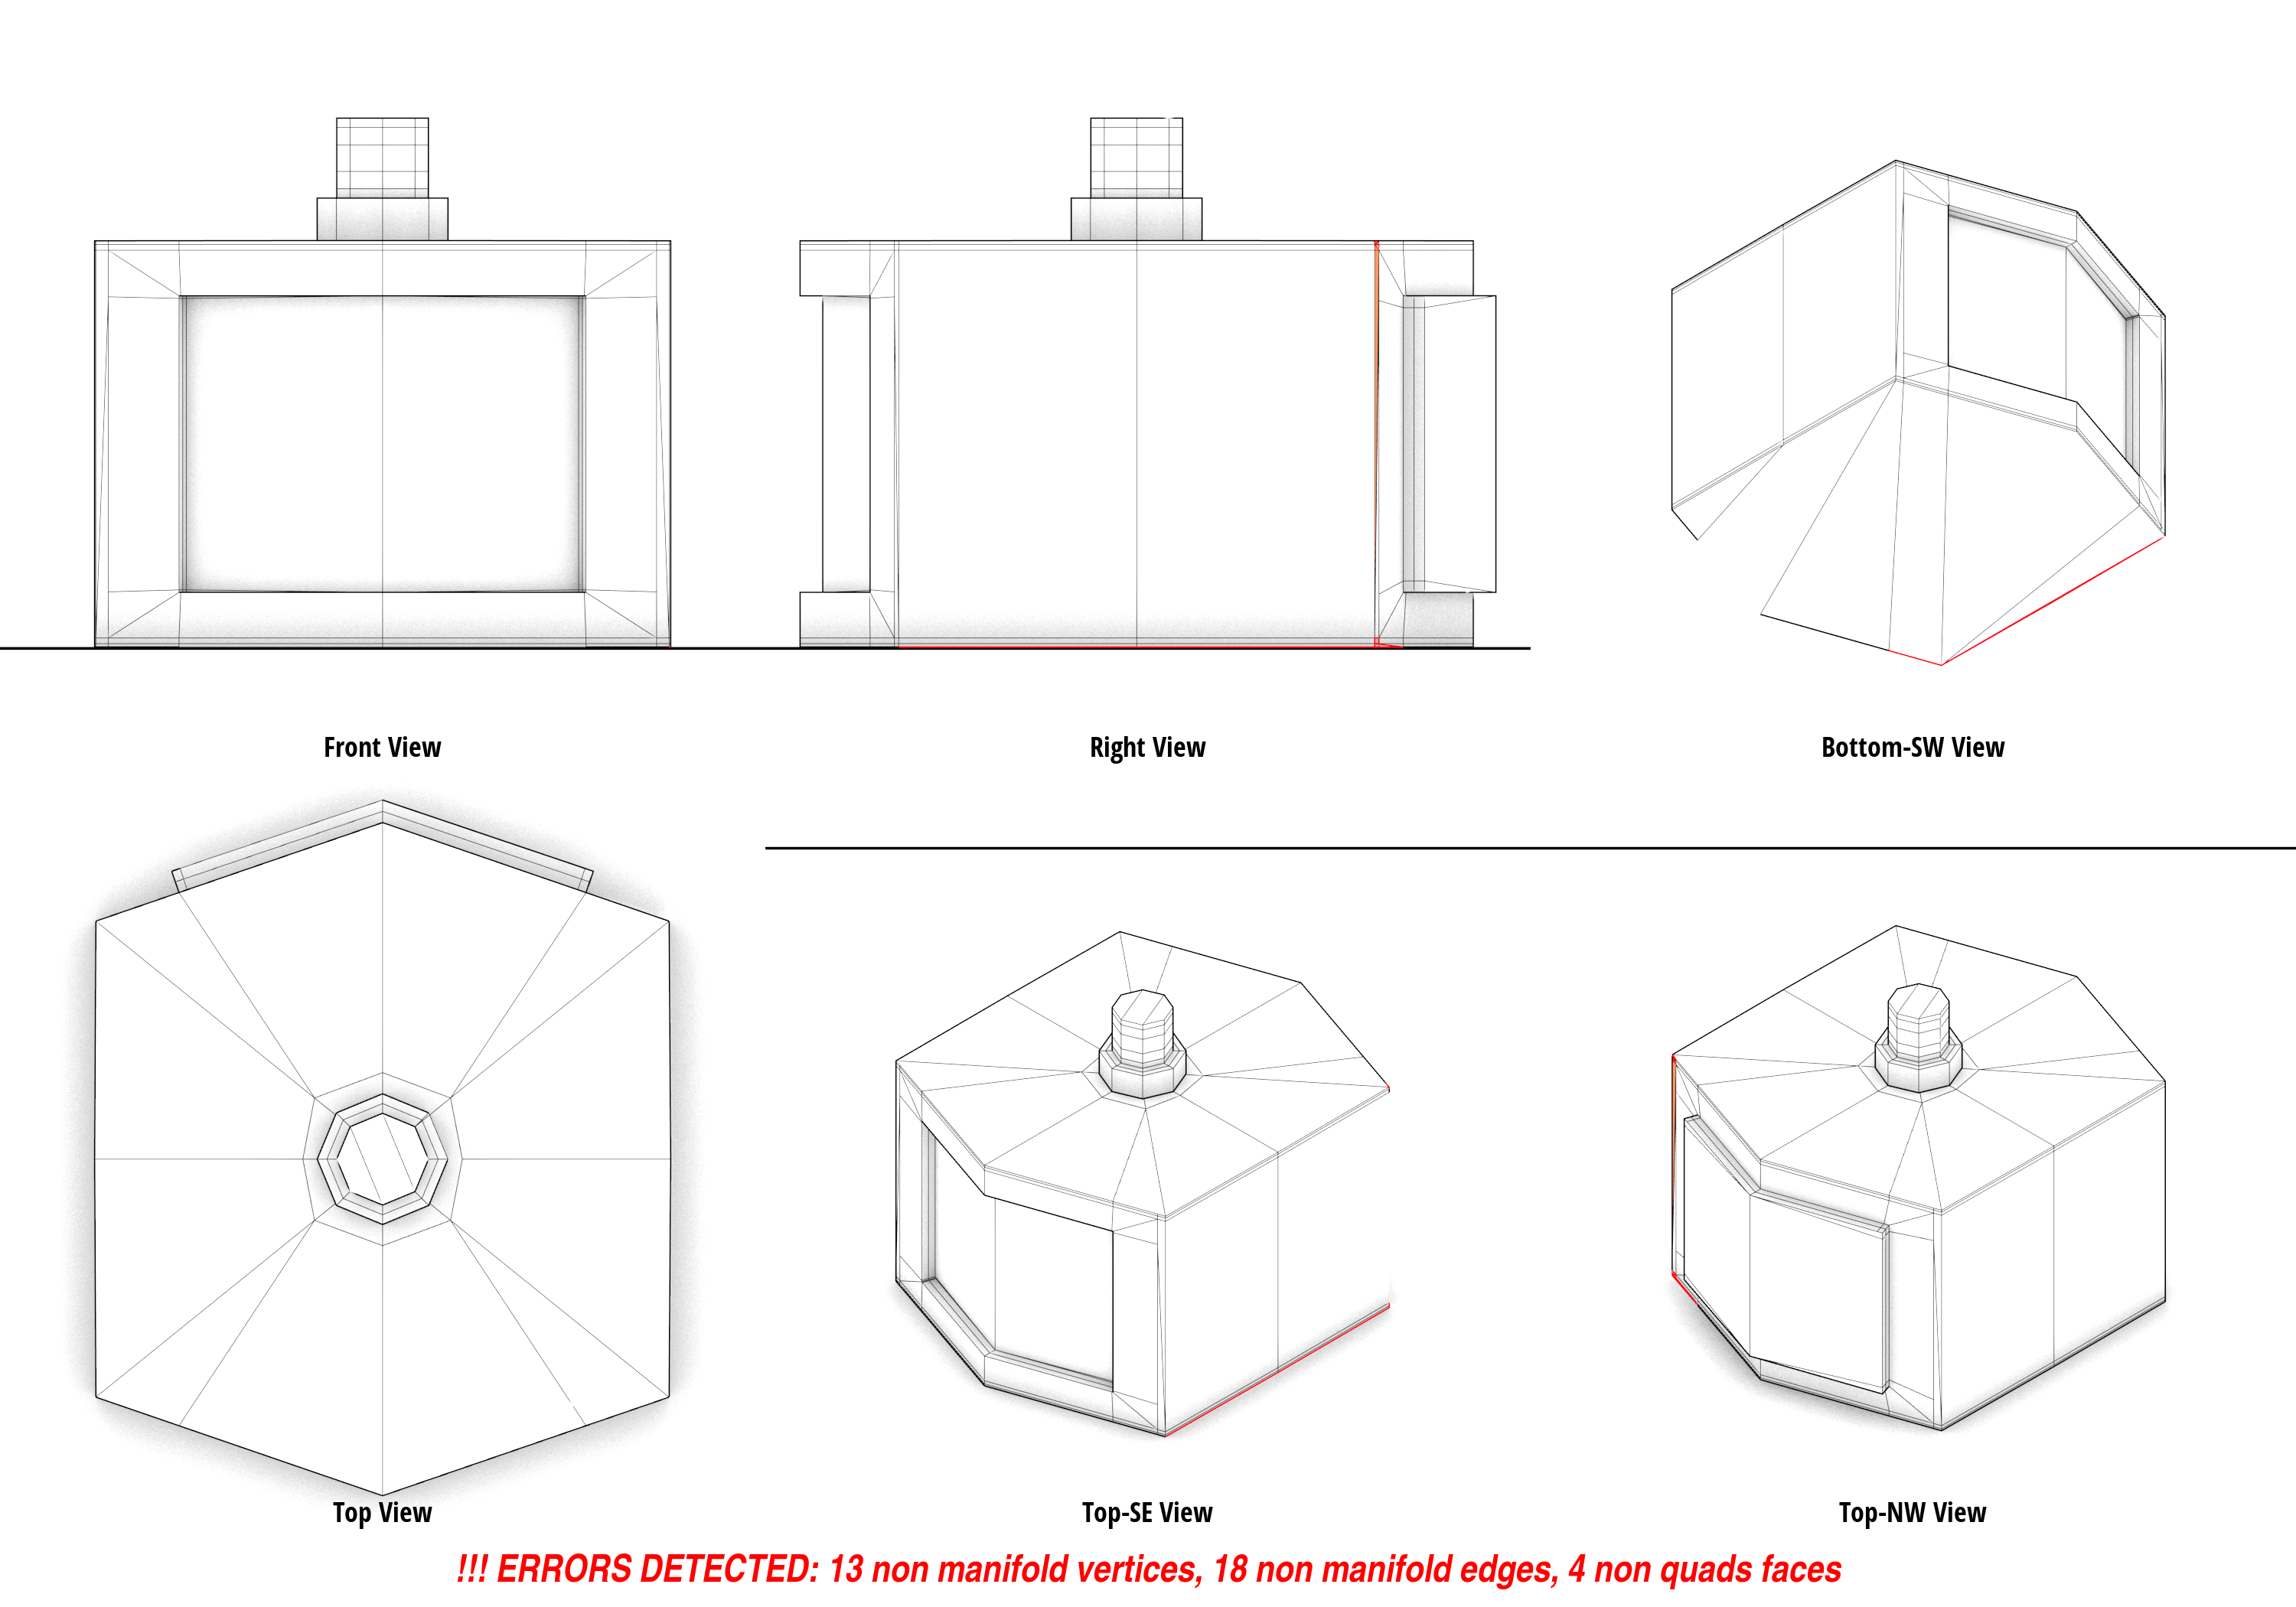 Front View
Right View
Bottom-SW View
Top View
Top-SE View
Top-NW View
!!! ERRORS DETECTED: 13 non manifold vertices, 18 non manifold edges, 4 non quads faces